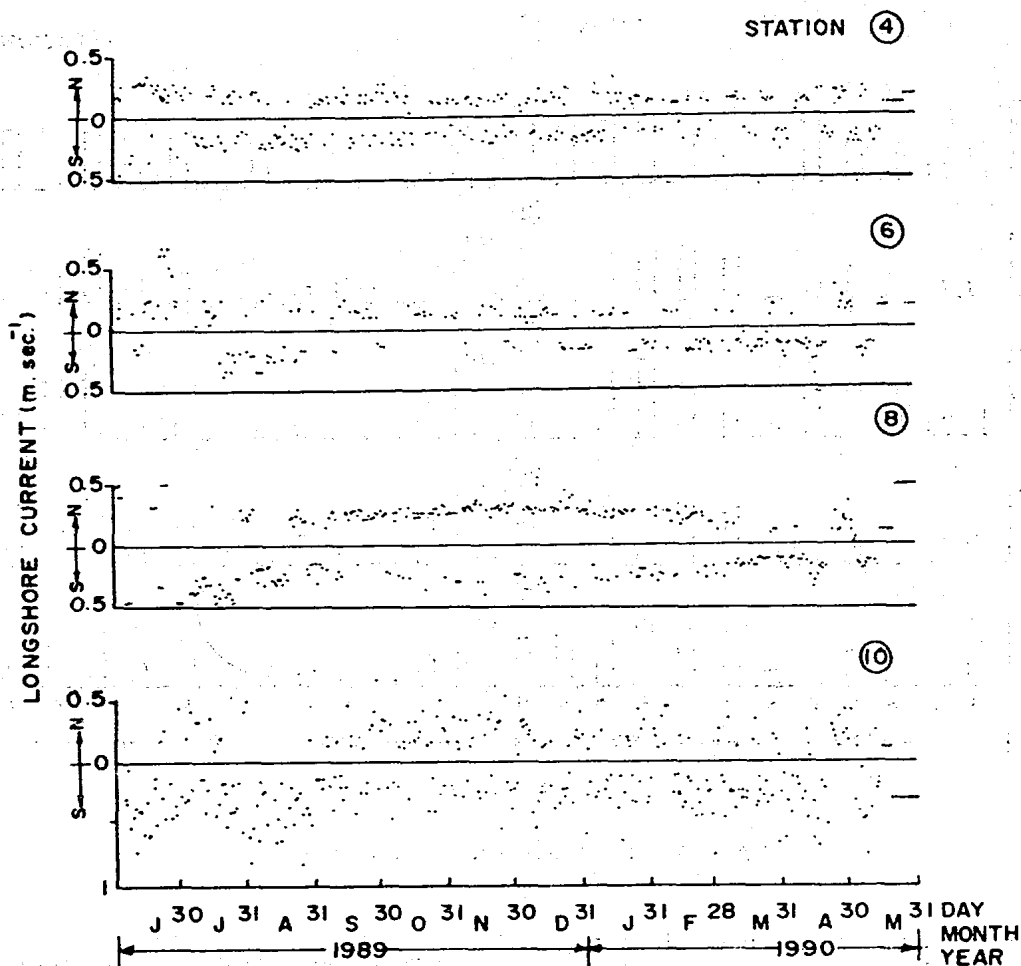 STATION 4
0.5
N
0
S
0.5
6
0.5
N
0
S
0.5
8
0.5
N
0
S
0.5
10
0.5
N
0
S
1
LONGSHORE CURRENT (m. sec.⁻¹)
J 30 J 31 A 31 S 30 O 31 N 30 D 31 J 31 F 28 M 31 A 30 M 31 DAY
MONTH
1989 1990 YEAR